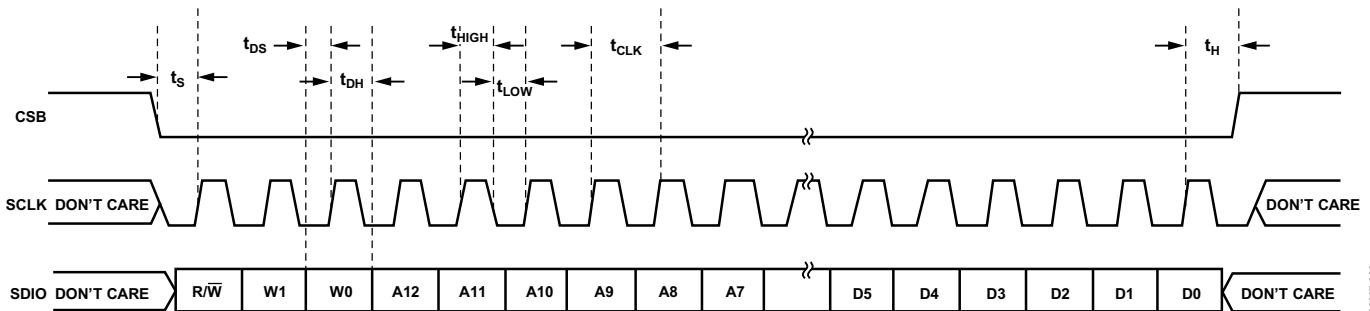 tHIGH
tDS
tCLK
tH
tS
tDH
tLOW
CSB
SCLK DON'T CARE DON'T CARE
SDIO DON'T CARE R/W̅ W1 W0 A12 A11 A10 A9 A8 A7 D5 D4 D3 D2 D1 D0 DON'T CARE